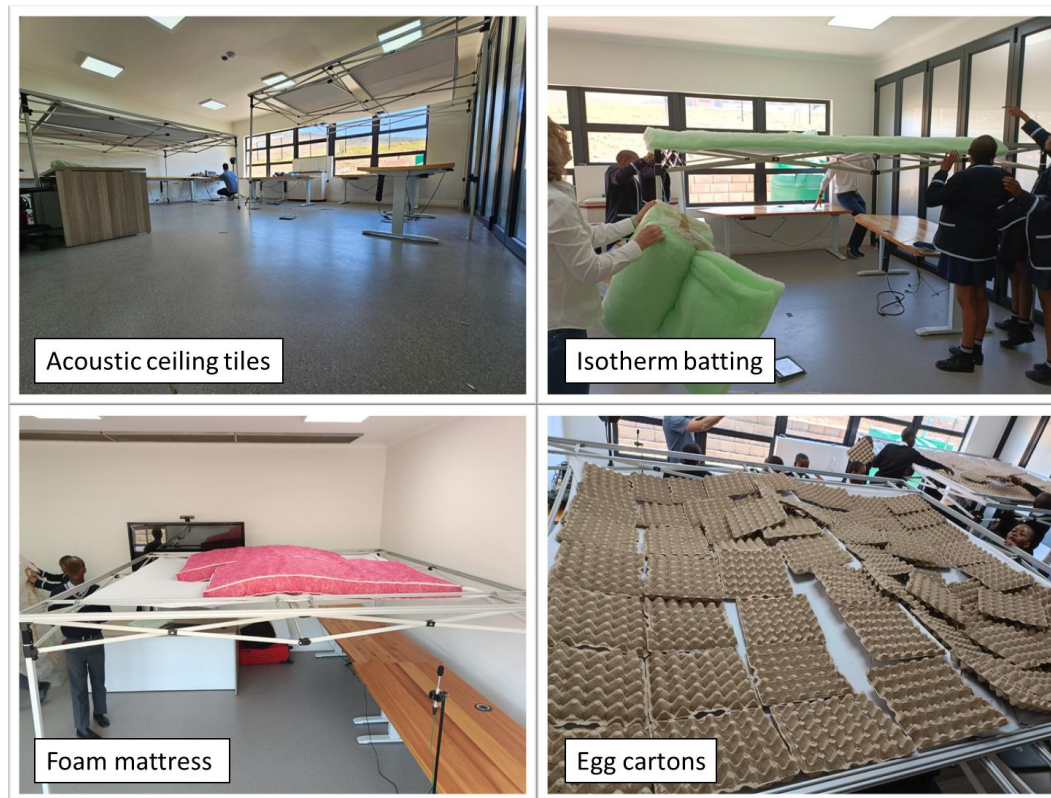 Acoustic ceiling tiles
Isotherm batting
Foam mattress
Egg cartons